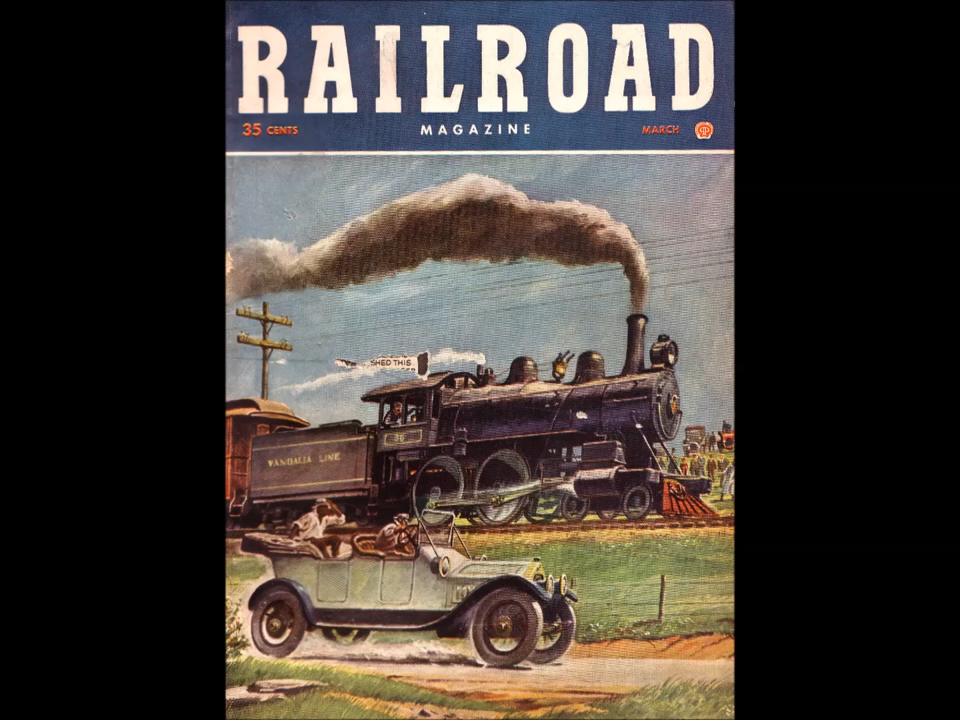 RAILROAD
35 CENTS MAGAZINE MARCH
SHED THIS
36
VANDALIA LINE